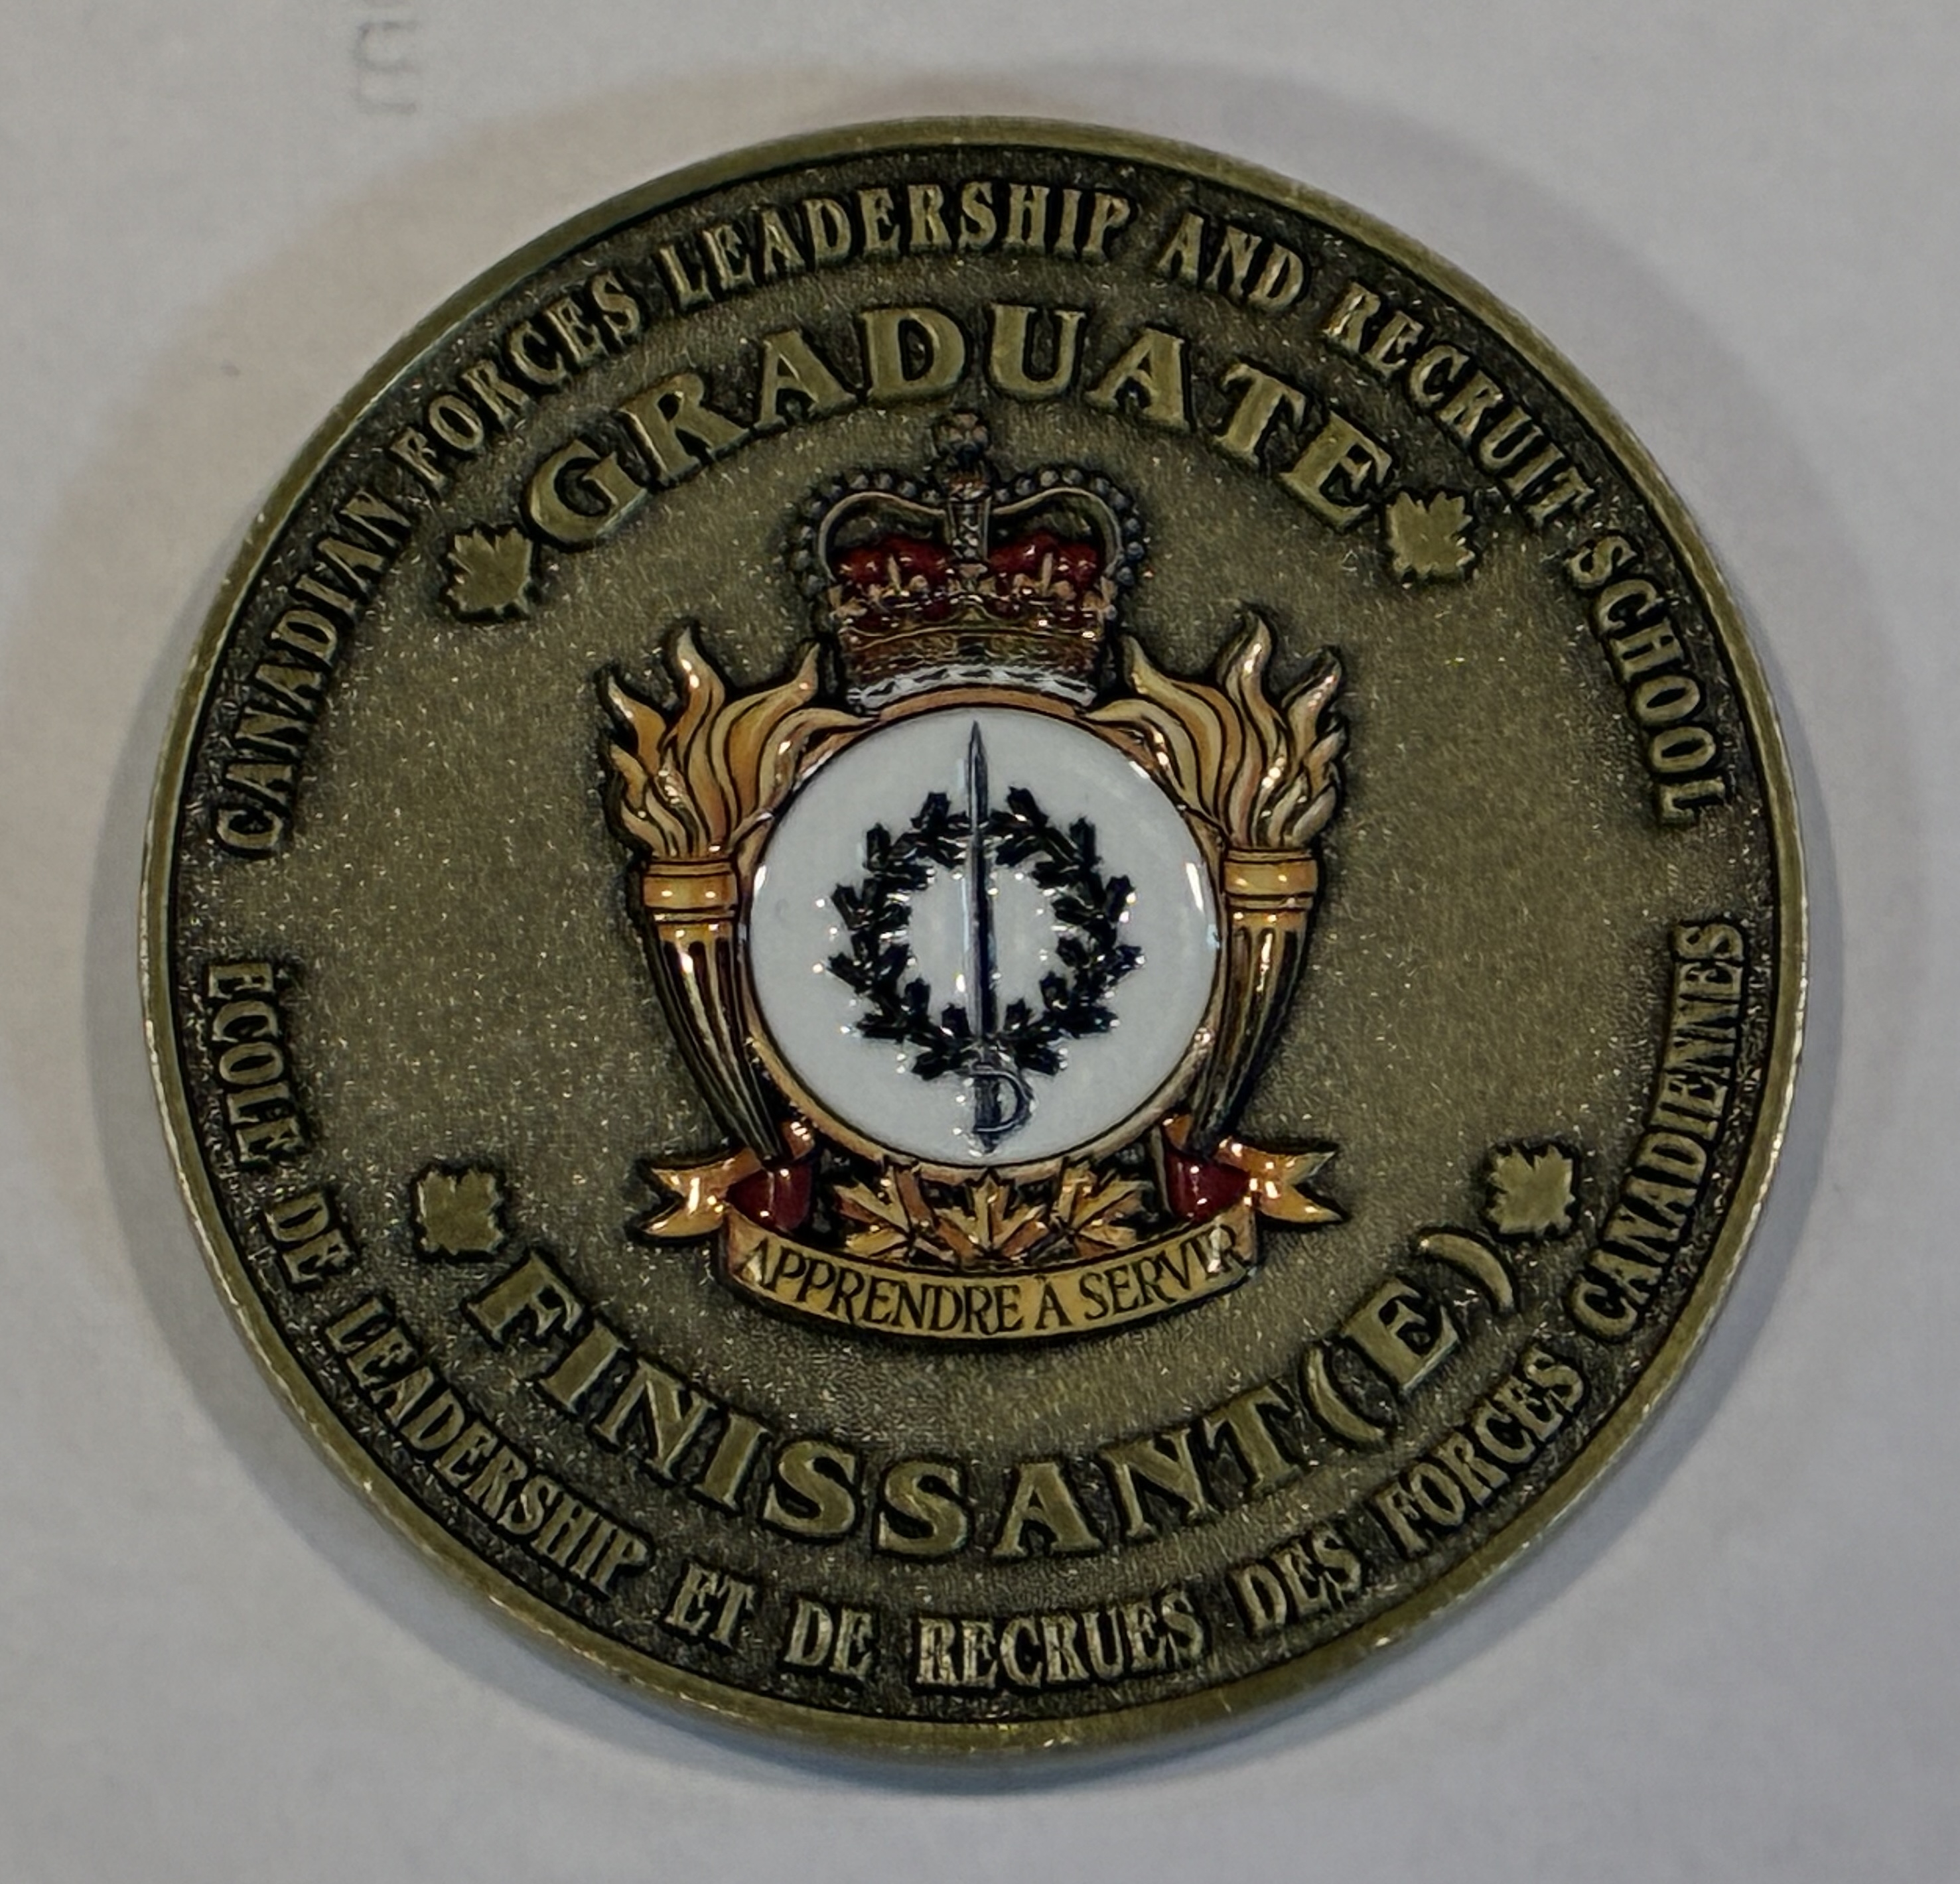 CANADIAN FORCES LEADERSHIP AND RECRUIT SCHOOL
GRADUATE
APPRENDRE À SERVIR
FINISSANT(E)
ECOLE DE LEADERSHIP ET DE RECRUES DES FORCES CANADIENNES